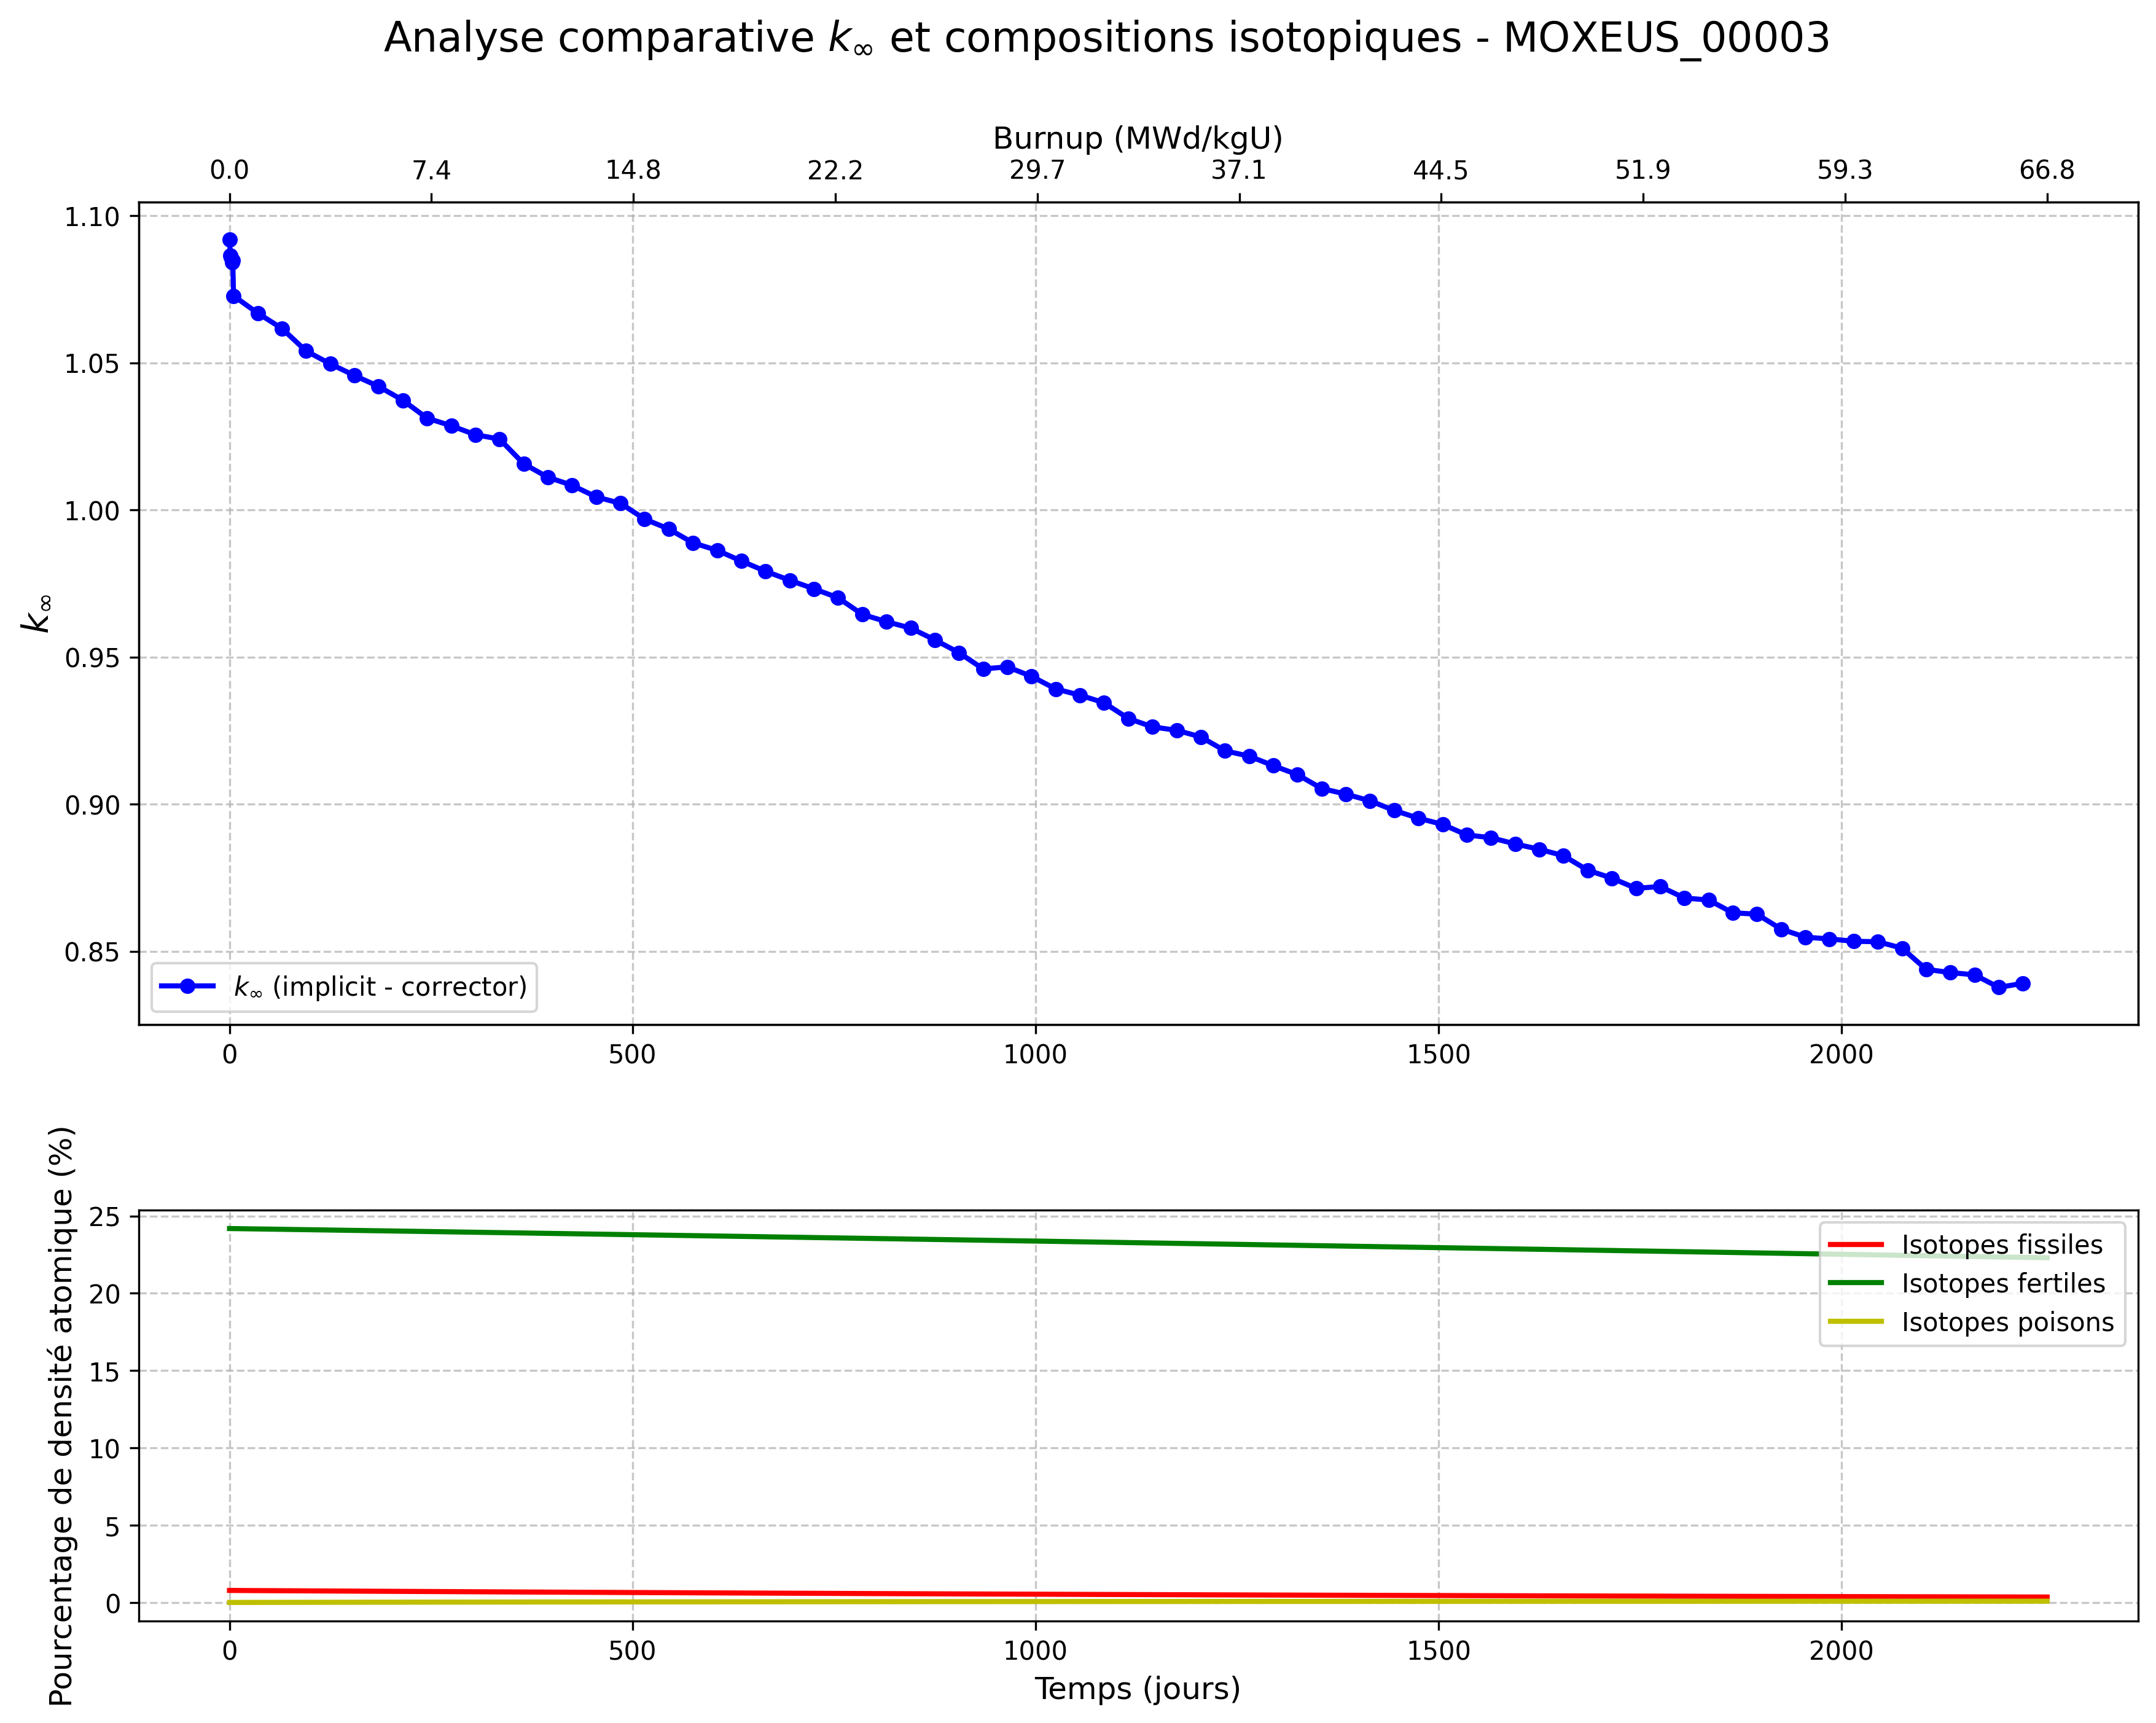 Analyse comparative k∞ et compositions isotopiques - MOXEUS_00003
Burnup (MWd/kgU)
0.0 7.4 14.8 22.2 29.7 37.1 44.5 51.9 59.3 66.8
1.10
1.05
1.00
0.95
0.90
0.85
k∞
k∞ (implicit - corrector)
0 500 1000 1500 2000
Pourcentage de densité atomique (%)
25
20
15
10
5
0
Isotopes fissiles
Isotopes fertiles
Isotopes poisons
0 500 1000 1500 2000
Temps (jours)